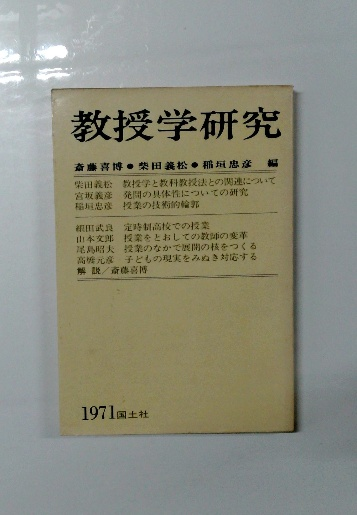 教授学研究
斎藤喜博●柴田義松●稲垣忠彦 編
柴田義松 教授学と教科教授法との関連について
宮坂義彦 発問の具体性についての研究
稲垣忠彦 授業の技術的輪郭
細田武良 定時制高校での授業
山本文郎 授業をとおしての教師の変革
尾島昭夫 授業のなかで展開の核をつくる
高橋元彦 子どもの現実をみぬき対応する
解説/斎藤喜博
1971国土社